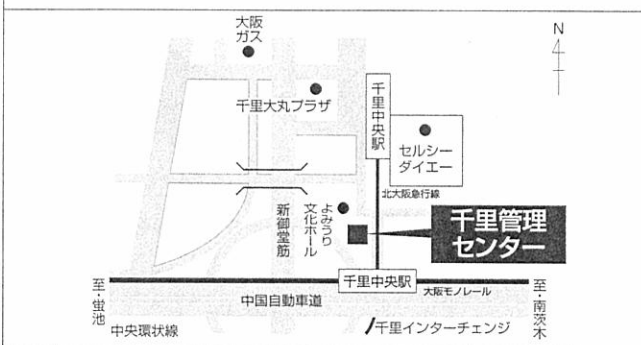 大阪
ガス
N
千里大丸プラザ
千里中央駅
セルシー
ダイエー
北大阪急行線
よみうり
文化ホール
新御堂筋
千里管理
センター
千里中央駅
大阪モノレール
至・蛍池
至・南茨木
中国自動車道
中央環状線
千里インターチェンジ